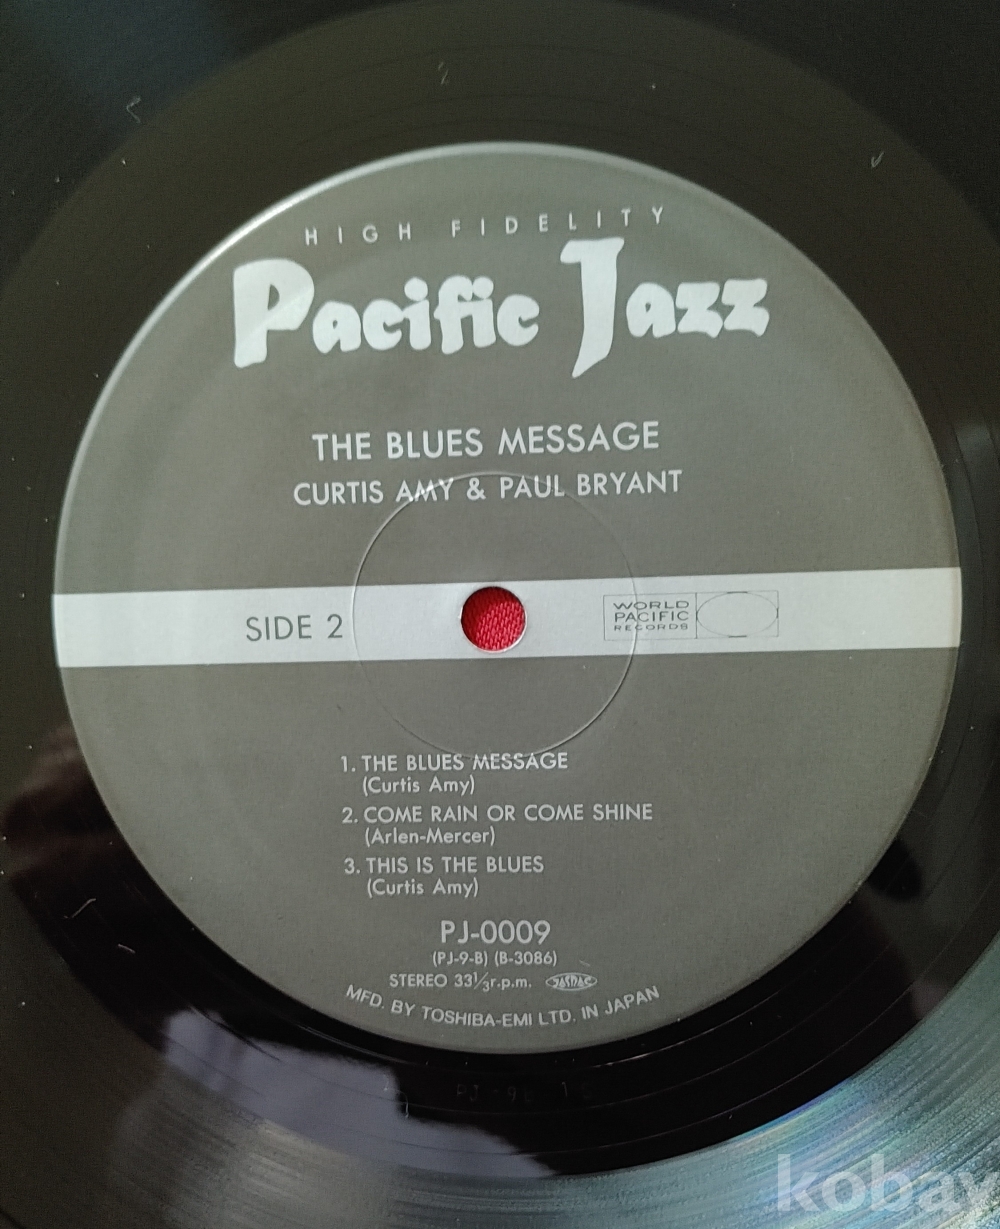 HIGH FIDELITY
Pacific Jazz
THE BLUES MESSAGE
CURTIS AMY & PAUL BRYANT
SIDE 2
WORLD
PACIFIC
RECORDS
1. THE BLUES MESSAGE
(Curtis Amy)
2. COME RAIN OR COME SHINE
(Arlen-Mercer)
3. THIS IS THE BLUES
(Curtis Amy)
PJ-0009
(PJ-9-B) (B-3086)
STEREO 33⅓r.p.m. JASRAC
MFD. BY TOSHIBA-EMI LTD. IN JAPAN
kobay